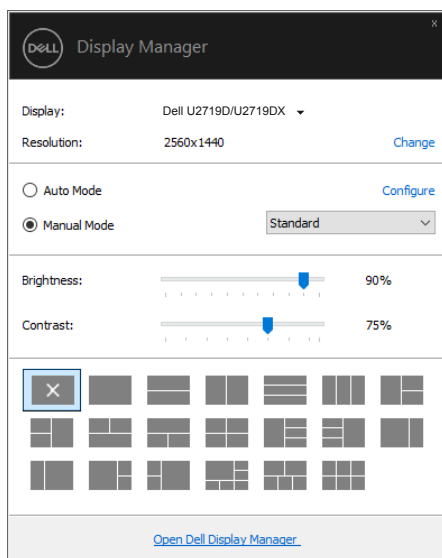 x
DELL Display Manager
Display: Dell U2719D/U2719DX
Resolution: 2560x1440 Change
Auto Mode Configure
Manual Mode Standard
Brightness: 90%
Contrast: 75%
Open Dell Display Manager